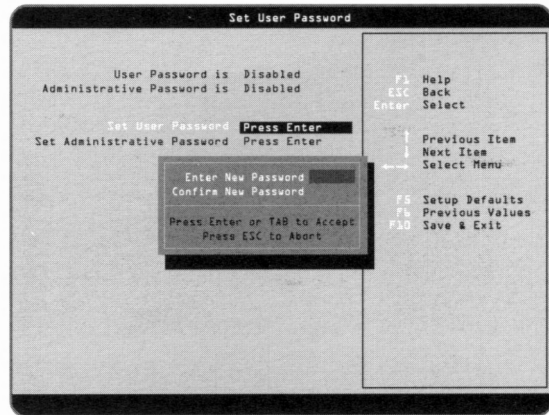 Set User Password
User Password is Disabled
Administrative Password is Disabled
Set User Password Press Enter
Set Administrative Password Press Enter
Enter New Password
Confirm New Password
Press Enter or TAB to Accept
Press ESC to Abort
F1 Help
ESC Back
Enter Select
↑ Previous Item
↓ Next Item
←→ Select Menu
F5 Setup Defaults
F6 Previous Values
F10 Save & Exit